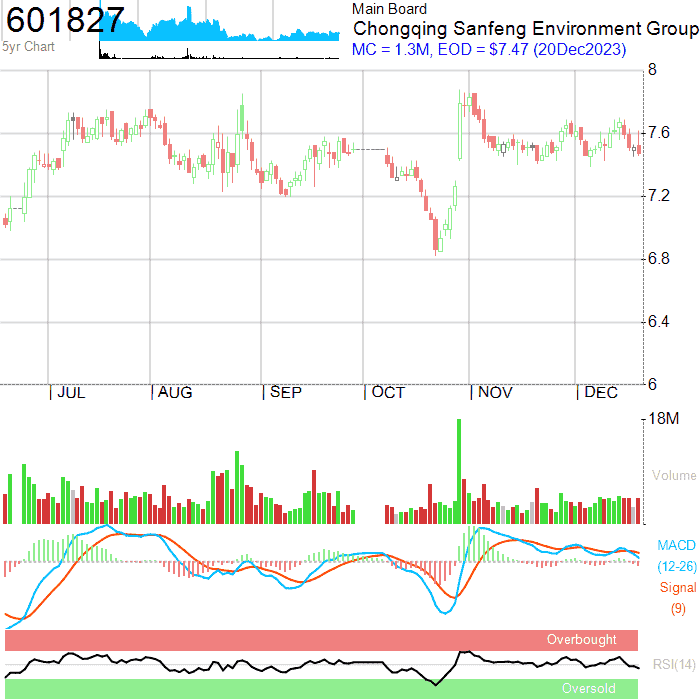 601827
5yr Chart
Main Board
Chongqing Sanfeng Environment Group
MC = 1.3M, EOD = $7.47 (20Dec2023)
8
7.6
7.2
6.8
6.4
6
JUL AUG SEP OCT NOV DEC
18M
Volume
MACD
(12-26)
Signal
(9)
Overbought
RSI(14)
Oversold